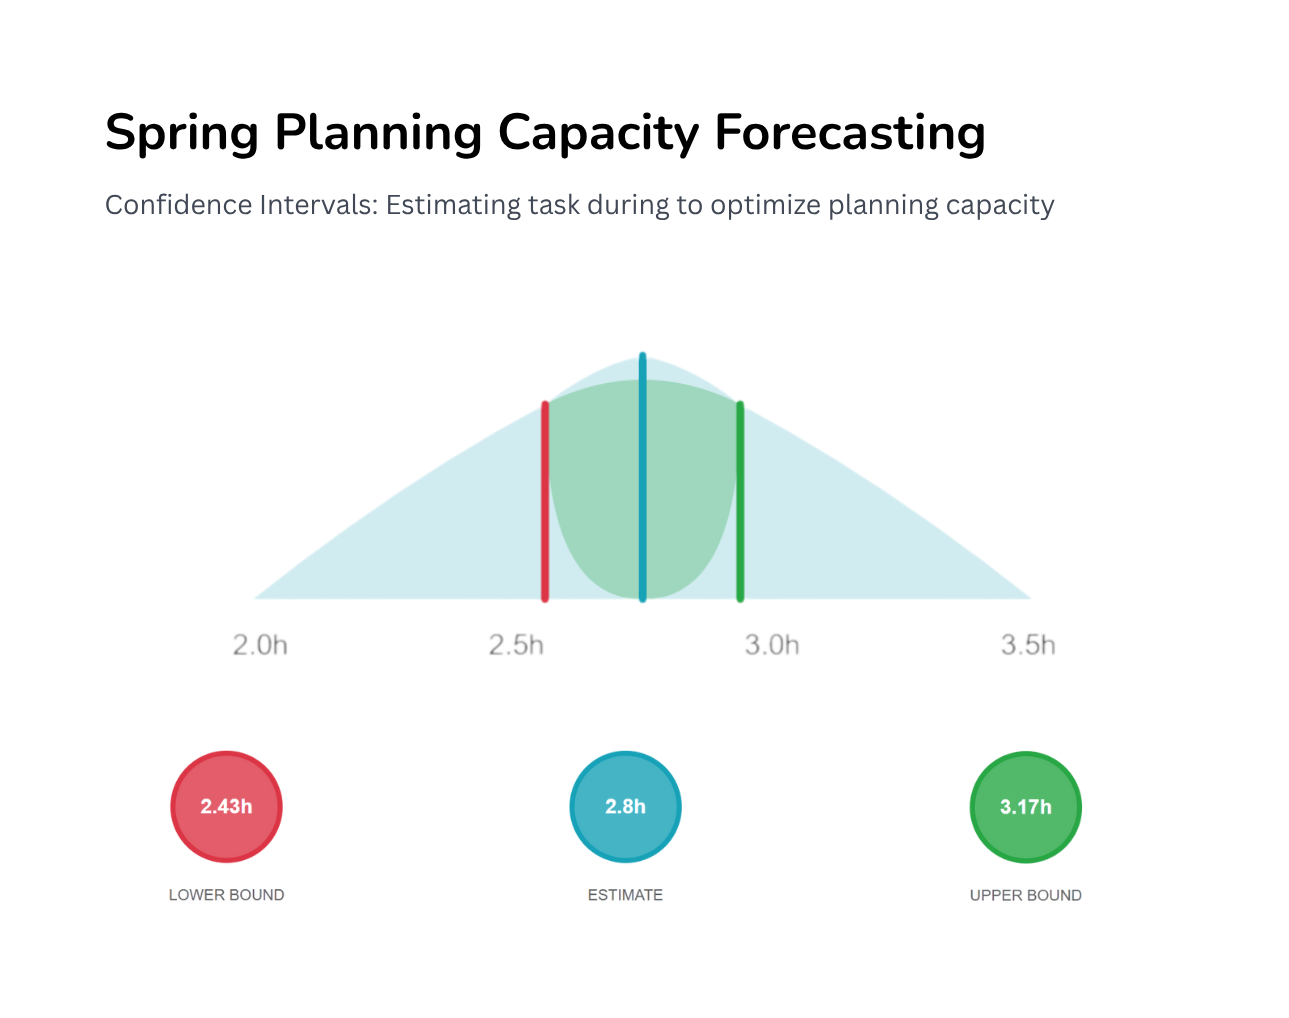 Spring Planning Capacity Forecasting
Confidence Intervals: Estimating task during to optimize planning capacity
2.0h 2.5h 3.0h 3.5h
2.43h 2.8h 3.17h
LOWER BOUND ESTIMATE UPPER BOUND